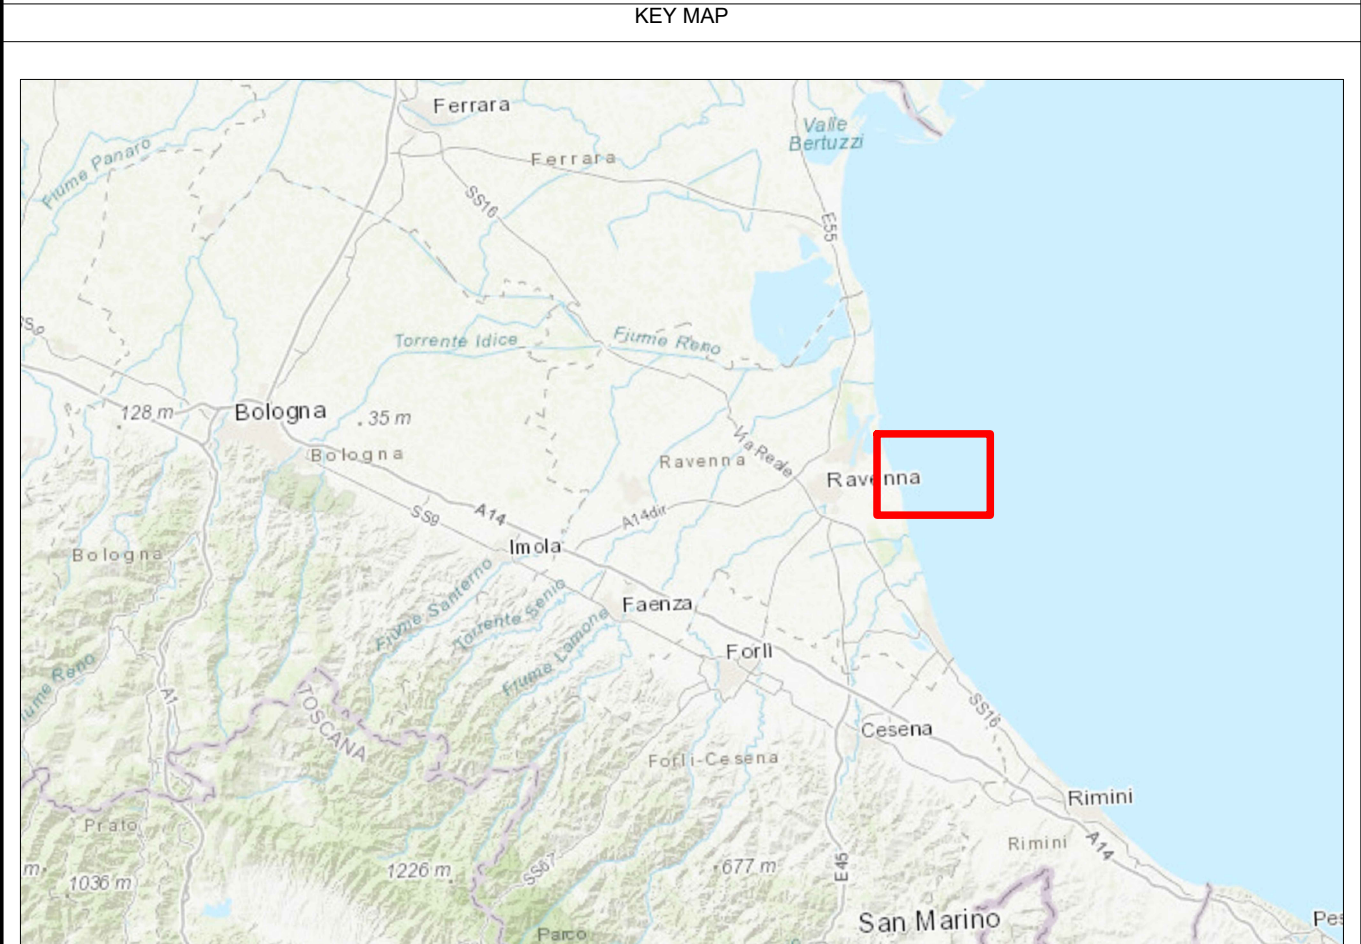 KEY MAP
Ferrara
Valle
Bertuzzi
Fiume Panaro
Ferrara
SS16
E55
Torrente Idice
Fiume Reno
Bologna
128 m
35 m
Via Reale
Bologna
Ravenna
Ravenna
A14
SS9
A14dir
Imola
Bologna
Fiume Santerno
Torrente Senio
Faenza
Fiume Lamone
Forlì
A1
TOSCANA
SS16
Cesena
Forlì-Cesena
Rimini
Prato
Rimini
A14
1036 m
1226 m
SS67
677 m
E45
San Marino
Parco